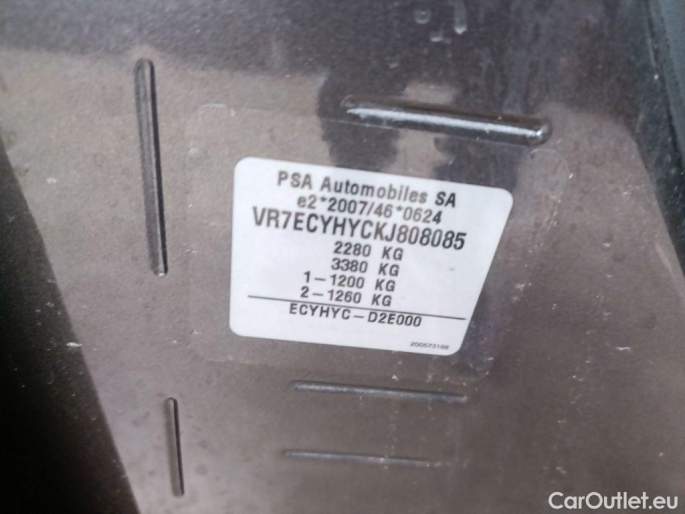 PSA Automobiles SA
e2*2007/46*0624
VR7ECYHYCKJ808085
2280 KG
3380 KG
1-1200 KG
2-1260 KG
ECYHYC-D2E000
CarOutlet.eu